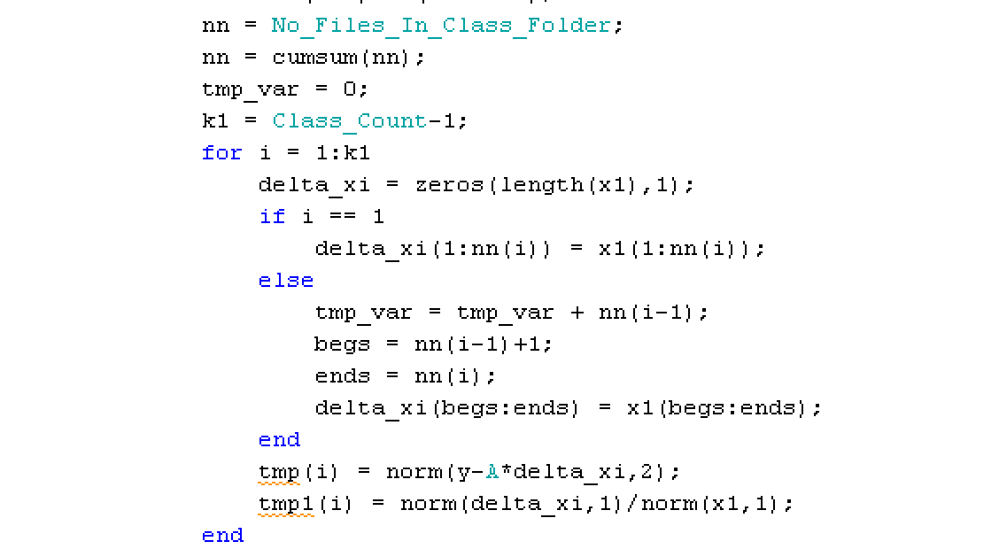 nn = No_Files_In_Class_Folder;
nn = cumsum(nn);
tmp_var = 0;
k1 = Class_Count-1;
for i = 1:k1
    delta_xi = zeros(length(x1),1);
    if i == 1
        delta_xi(1:nn(i)) = x1(1:nn(i));
    else
        tmp_var = tmp_var + nn(i-1);
        begs = nn(i-1)+1;
        ends = nn(i);
        delta_xi(begs:ends) = x1(begs:ends);
    end
    tmp(i) = norm(y-A*delta_xi,2);
    tmp1(i) = norm(delta_xi,1)/norm(x1,1);
end